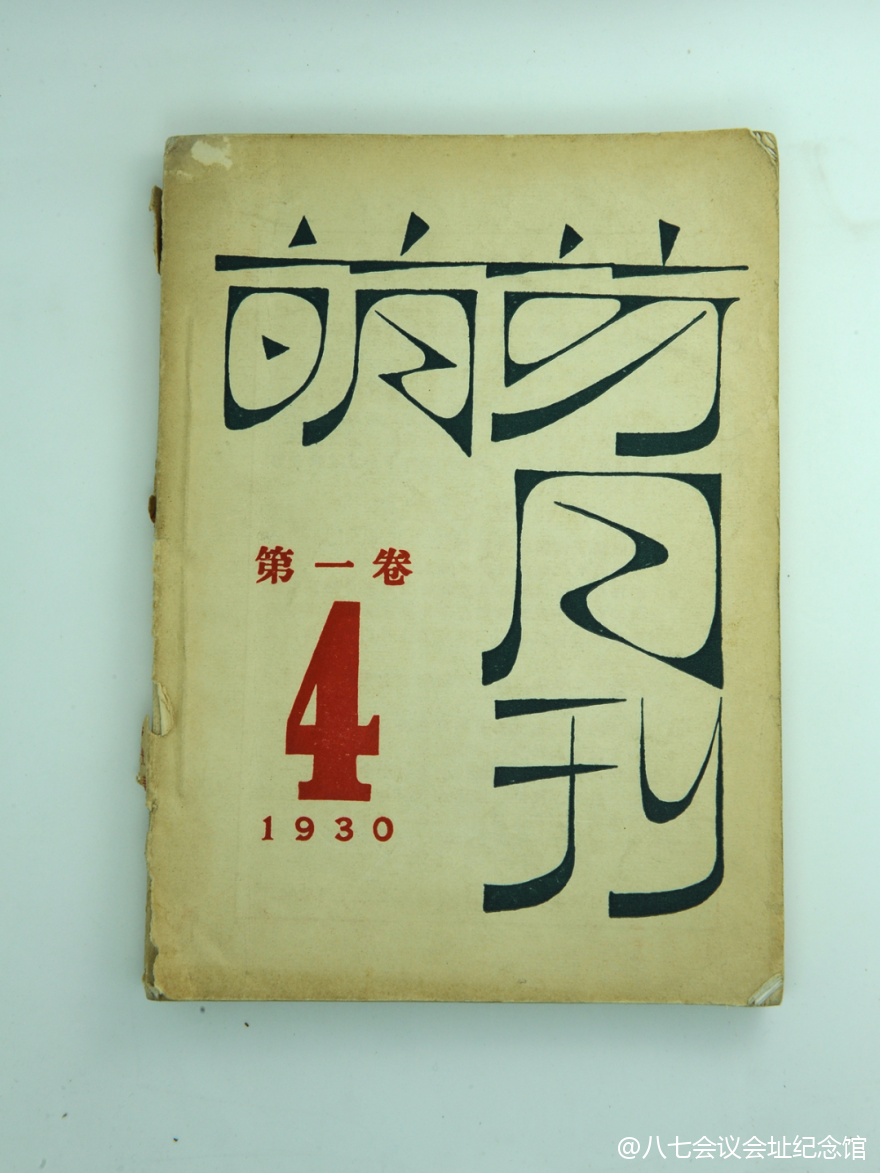 萌芽
月
刊
第一卷
4
1930
@八七会议会址纪念馆